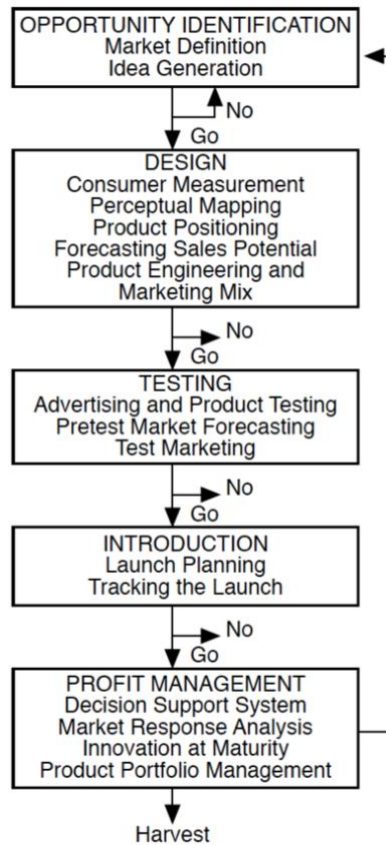 OPPORTUNITY IDENTIFICATION
Market Definition
Idea Generation
No
Go
DESIGN
Consumer Measurement
Perceptual Mapping
Product Positioning
Forecasting Sales Potential
Product Engineering and
Marketing Mix
No
Go
TESTING
Advertising and Product Testing
Pretest Market Forecasting
Test Marketing
No
Go
INTRODUCTION
Launch Planning
Tracking the Launch
No
Go
PROFIT MANAGEMENT
Decision Support System
Market Response Analysis
Innovation at Maturity
Product Portfolio Management
Harvest